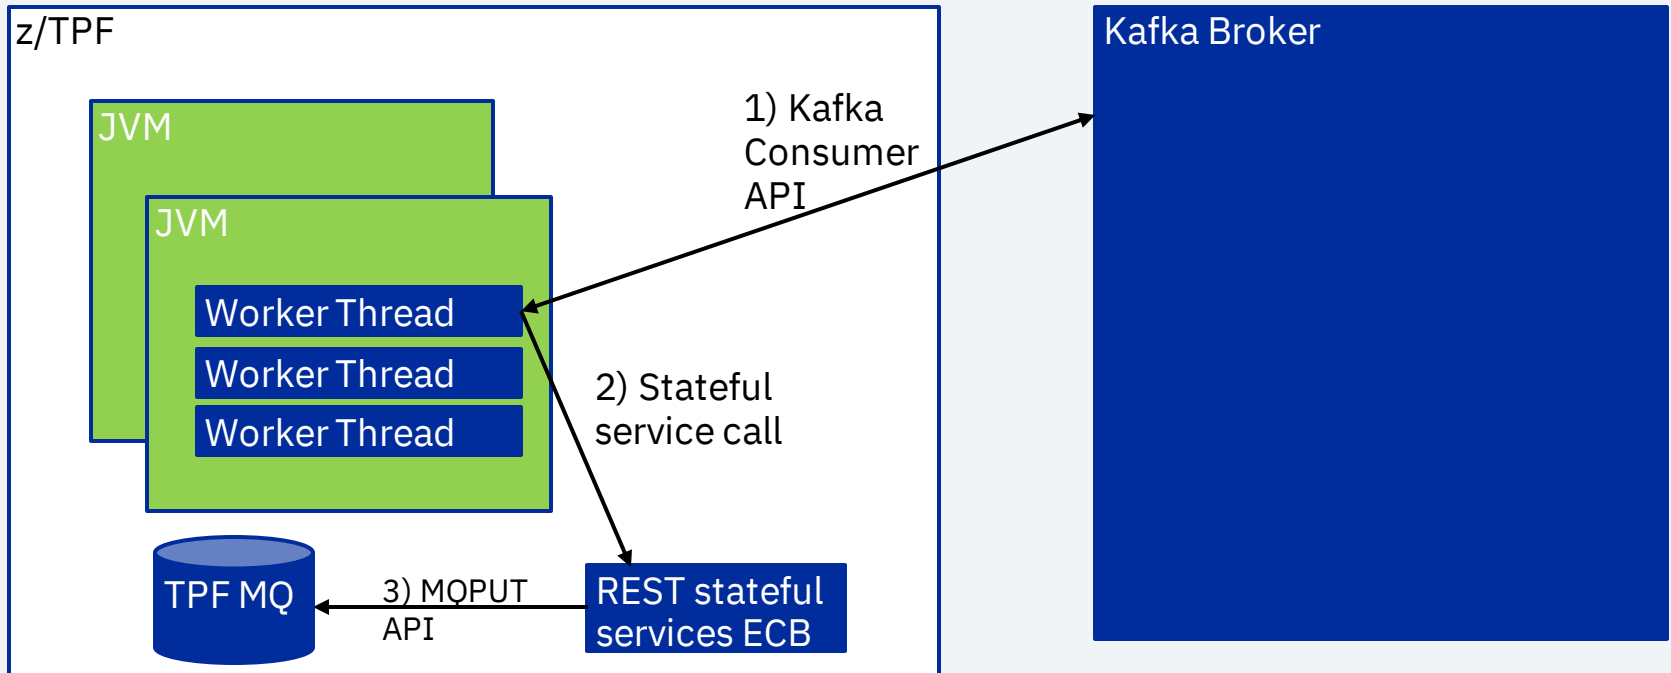 z/TPF
Kafka Broker
JVM
JVM
1) Kafka
Consumer
API
Worker Thread
Worker Thread
Worker Thread
2) Stateful
service call
TPF MQ
3) MQPUT
API
REST stateful
services ECB